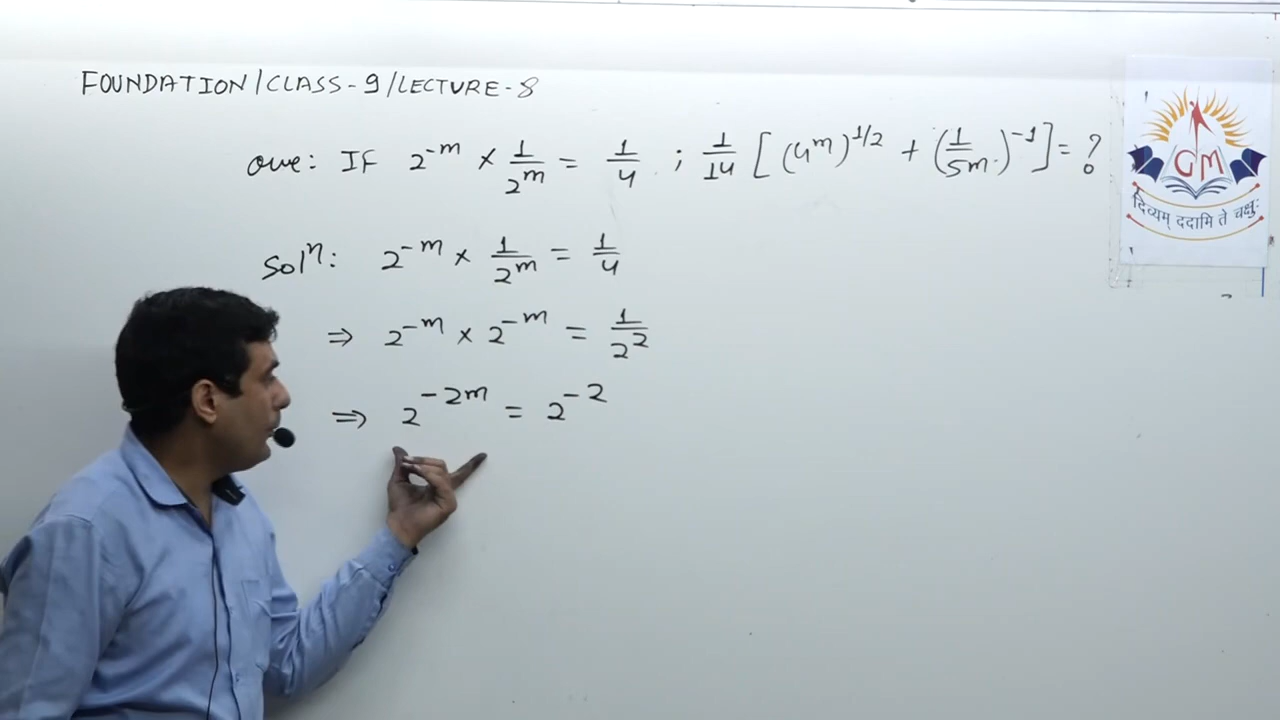 FOUNDATION/CLASS-9/LECTURE-8
Que: IF 2^-m × 1/2^m = 1/4 ; 1/14 [(4^m)^1/2 + (1/5m)^-1] = ?
Sol^n: 2^-m × 1/2^m = 1/4
⇒ 2^-m × 2^-m = 1/2^2
⇒ 2^-2m = 2^-2
GM
दिव्यम् ददामि ते चक्षुः